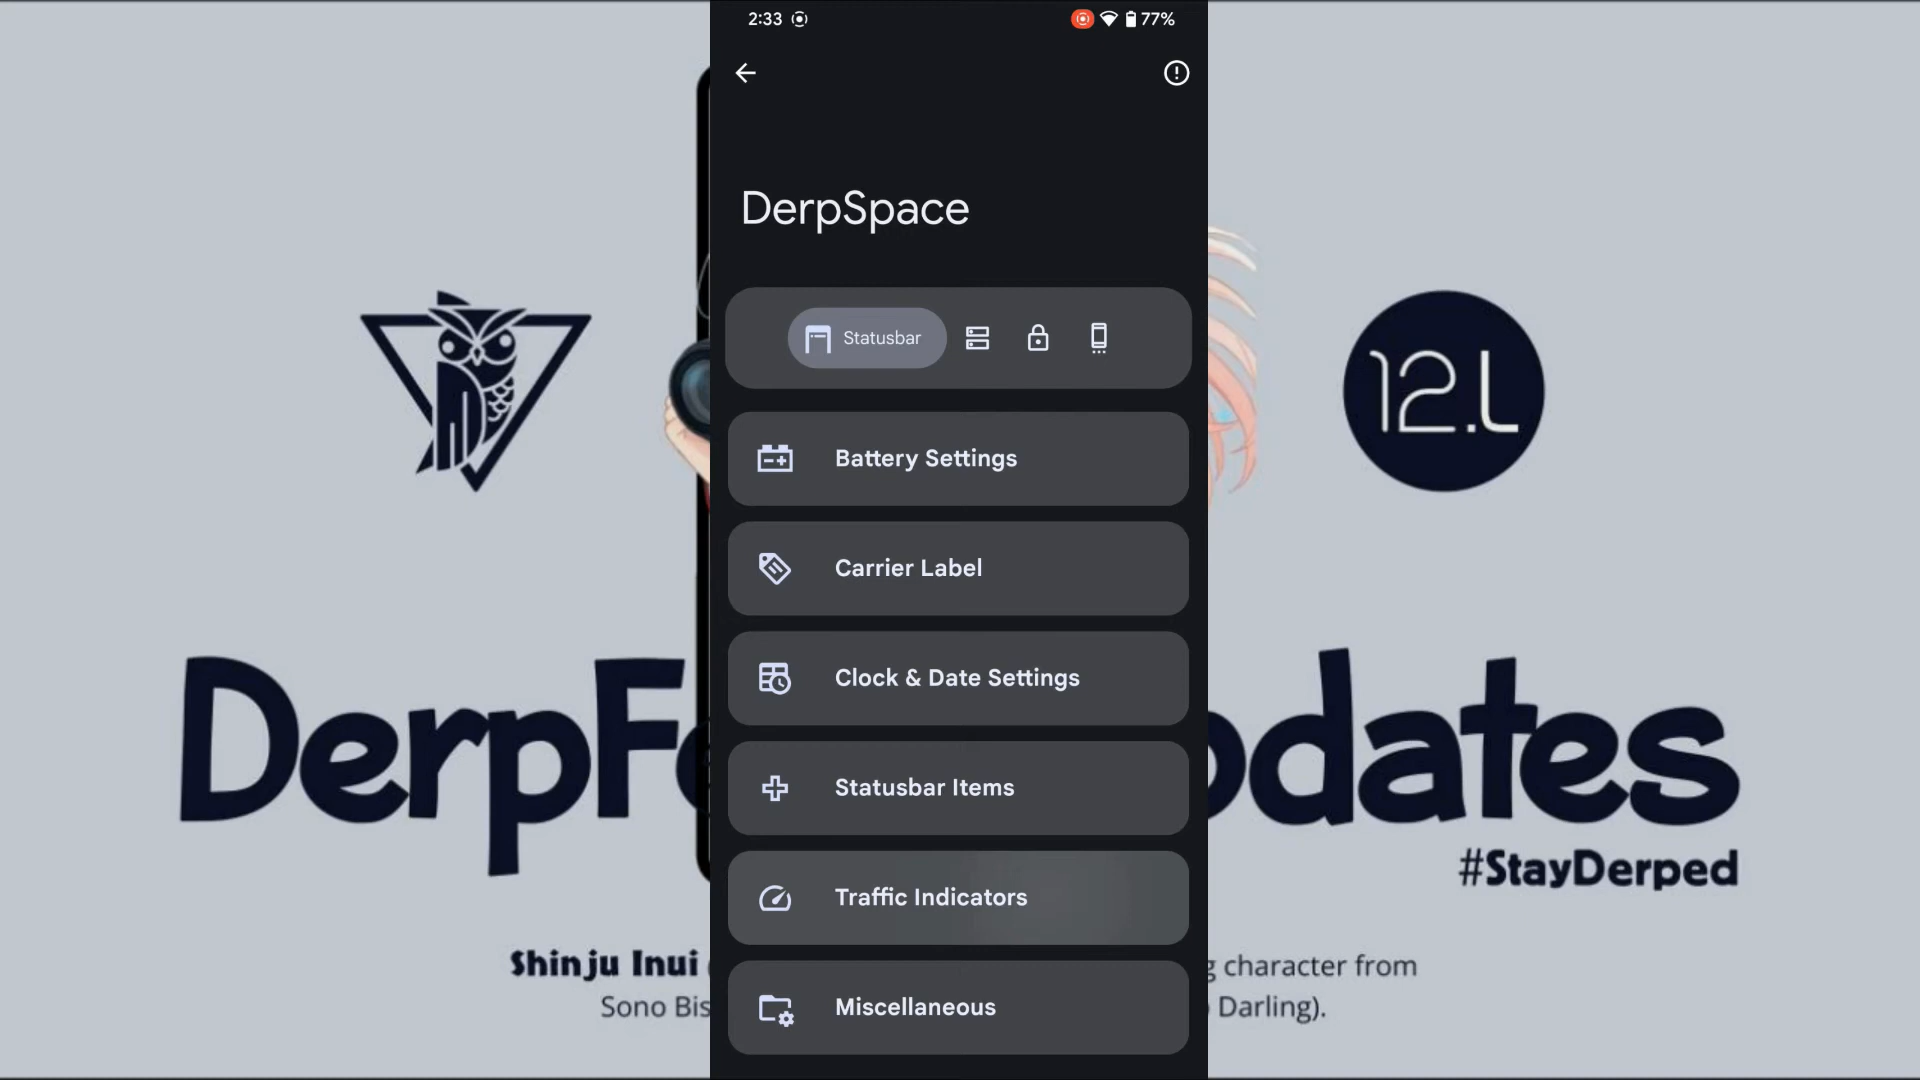 2:33
77%
DerpSpace
Statusbar
Battery Settings
Carrier Label
Clock & Date Settings
Statusbar Items
Traffic Indicators
Miscellaneous
12.L
DerpF
dates
#StayDerped
Shinju Inui
character from
Sono Bis
Darling).